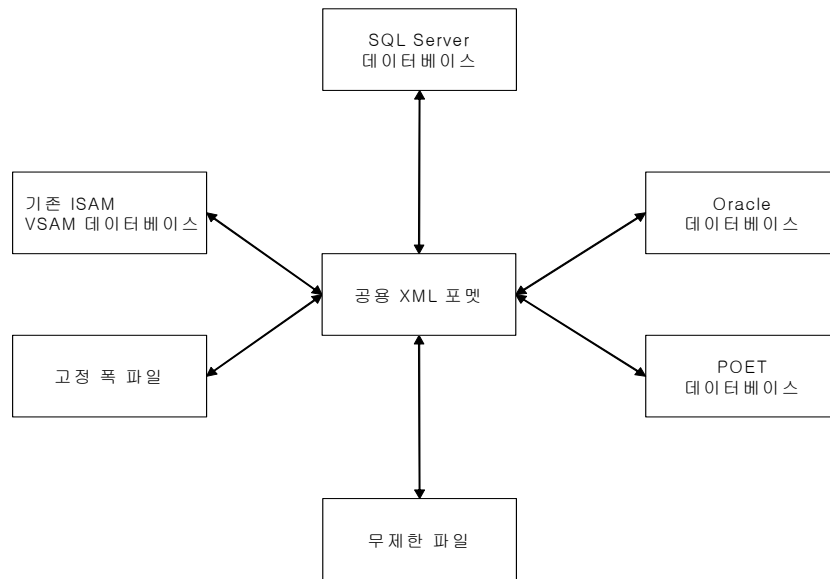 SQL Server
데이터베이스
기존 ISAM
VSAM 데이터베이스
Oracle
데이터베이스
공용 XML 포멧
고정 폭 파일
POET
데이터베이스
무제한 파일